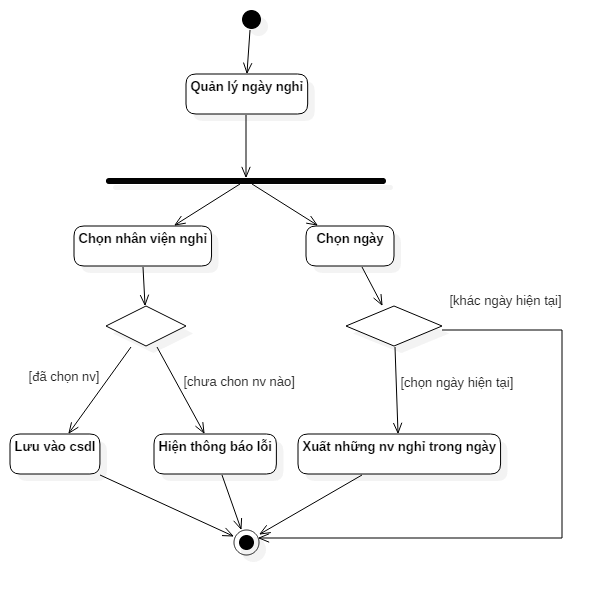 Quản lý ngày nghỉ
Chọn nhân viện nghỉ
Chọn ngày
[khác ngày hiện tại]
[đã chọn nv]
[chưa chon nv nào]
[chọn ngày hiện tại]
Lưu vào csdl
Hiện thông báo lỗi
Xuất những nv nghỉ trong ngày